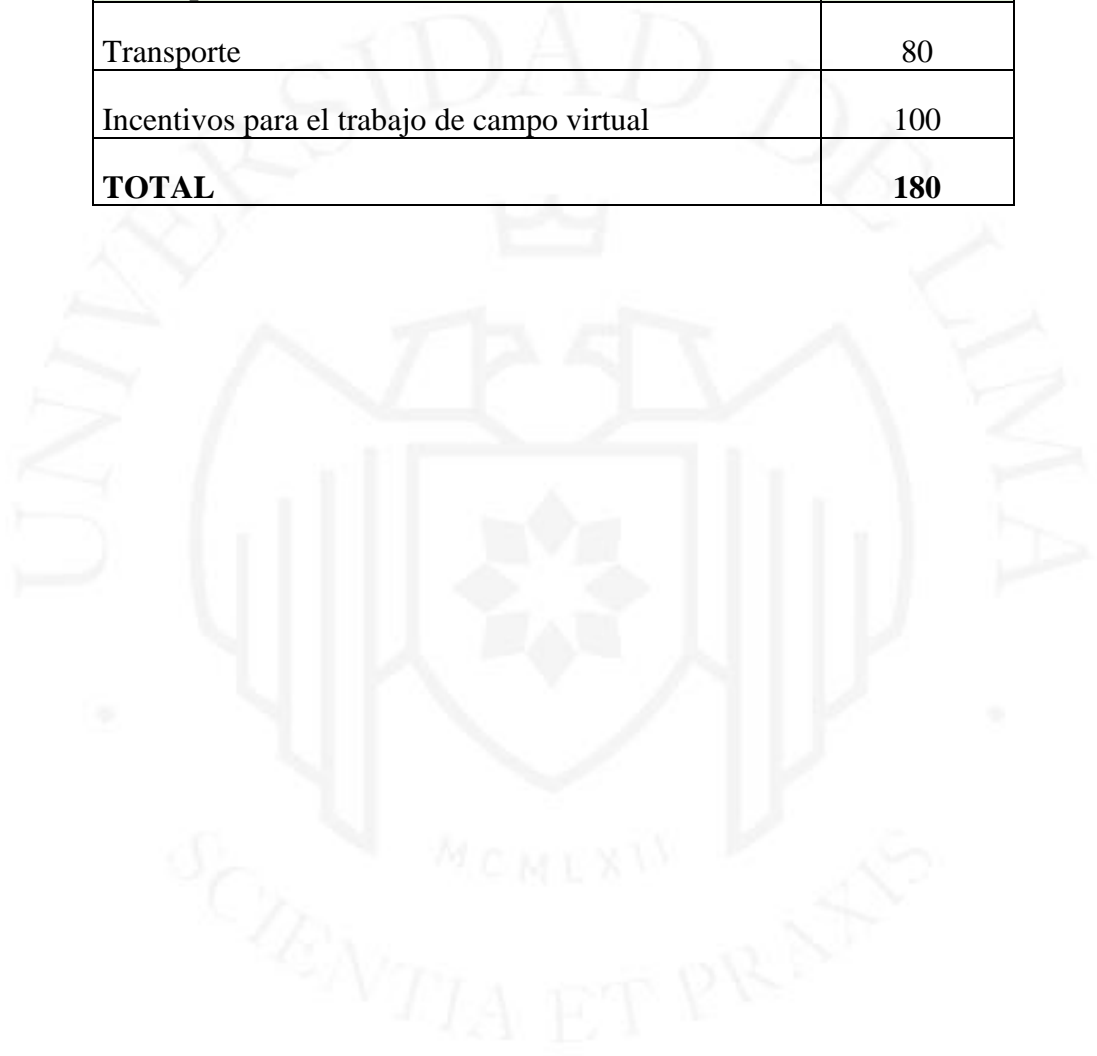 Transporte 80
Incentivos para el trabajo de campo virtual 100
TOTAL 180
UNIVERSIDAD DE LIMA
MCMLXII
SCIENTIA ET PRAXIS